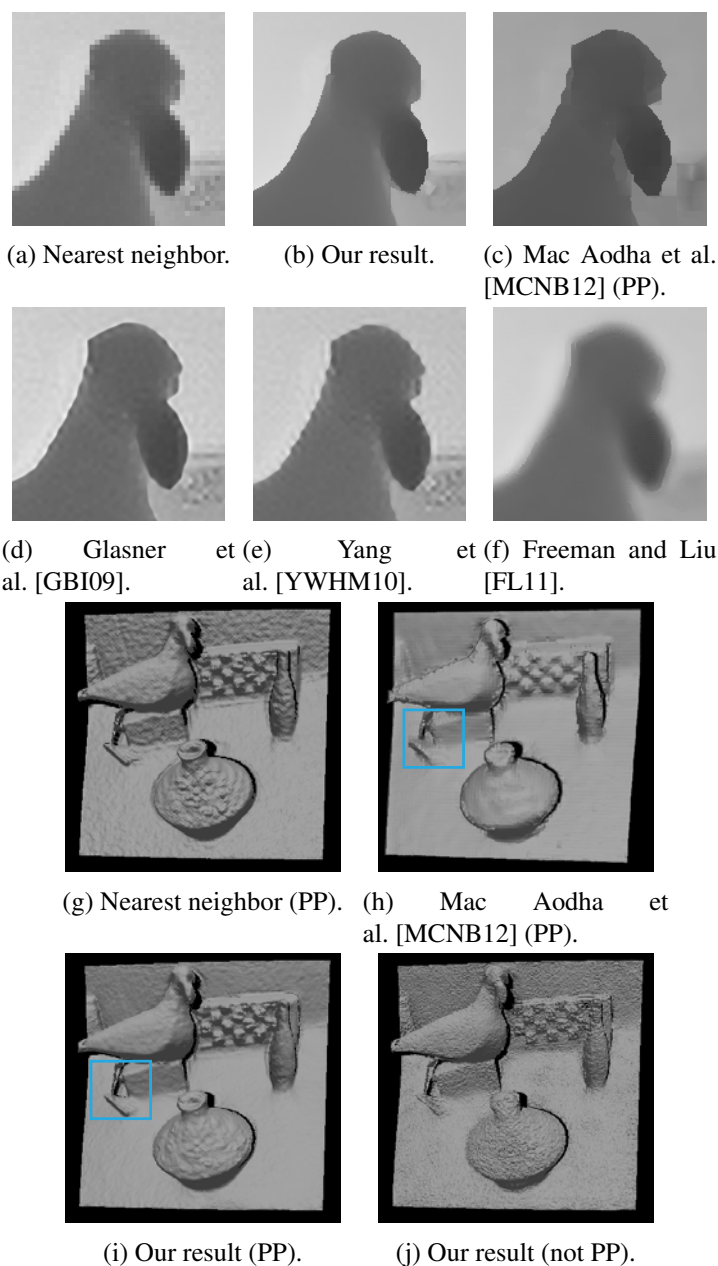 (a) Nearest neighbor.
(b) Our result.
(c) Mac Aodha et al.
[MCNB12] (PP).
(d) Glasner et
al. [GBI09].
(e) Yang et
al. [YWHM10].
(f) Freeman and Liu
[FL11].
(g) Nearest neighbor (PP).
(h) Mac Aodha et
al. [MCNB12] (PP).
(i) Our result (PP).
(j) Our result (not PP).